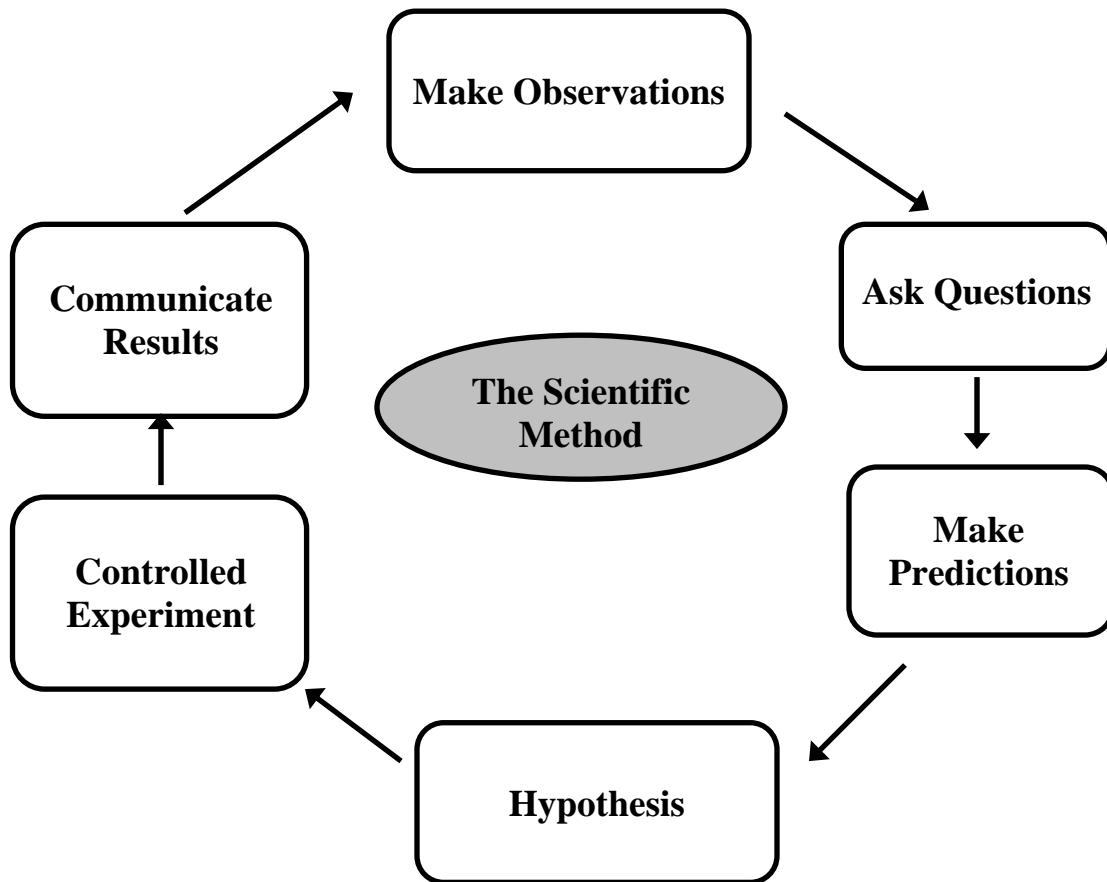 Make Observations
Ask Questions
Make
Predictions
Hypothesis
Controlled
Experiment
Communicate
Results
The Scientific
Method